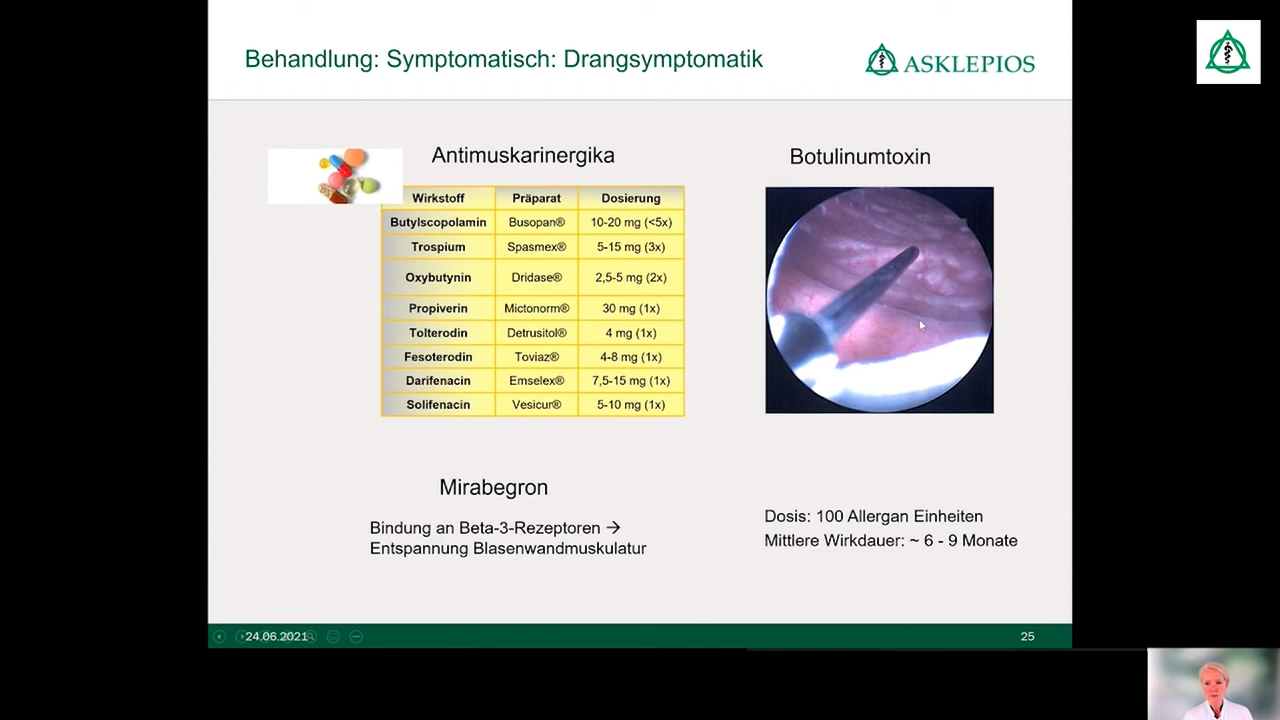 Behandlung: Symptomatisch: Drangsymptomatik
ASKLEPIOS
Antimuskarinergika
Wirkstoff Präparat Dosierung
Butylscopolamin Busopan® 10-20 mg (<5x)
Trospium Spasmex® 5-15 mg (3x)
Oxybutynin Dridase® 2,5-5 mg (2x)
Propiverin Mictonorm® 30 mg (1x)
Tolterodin Detrusitol® 4 mg (1x)
Fesoterodin Toviaz® 4-8 mg (1x)
Darifenacin Emselex® 7,5-15 mg (1x)
Solifenacin Vesicur® 5-10 mg (1x)
Mirabegron
Bindung an Beta-3-Rezeptoren →
Entspannung Blasenwandmuskulatur
Botulinumtoxin
Dosis: 100 Allergan Einheiten
Mittlere Wirkdauer: ~ 6 - 9 Monate
24.06.2021
25